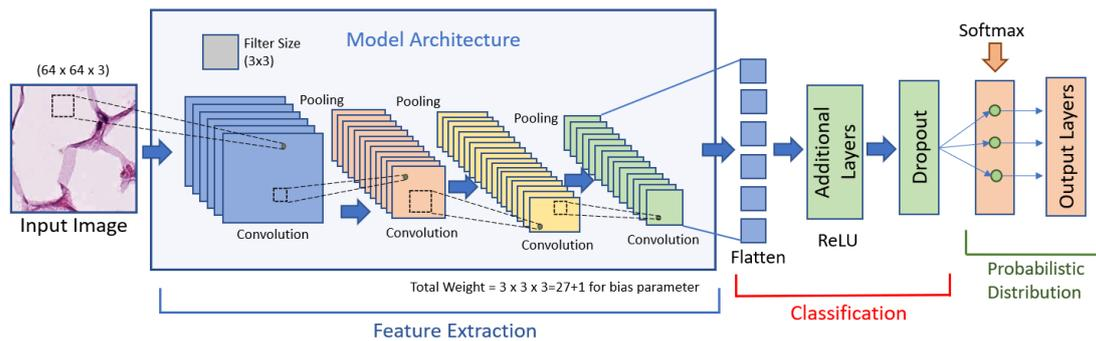 Model Architecture
Filter Size
(3x3)
(64 x 64 x 3)
Input Image
Pooling
Pooling
Pooling
Convolution
Convolution
Convolution
Convolution
Total Weight = 3 x 3 x 3=27+1 for bias parameter
Feature Extraction
Flatten
Additional
Layers
ReLU
Dropout
Classification
Softmax
Output Layers
Probabilistic
Distribution